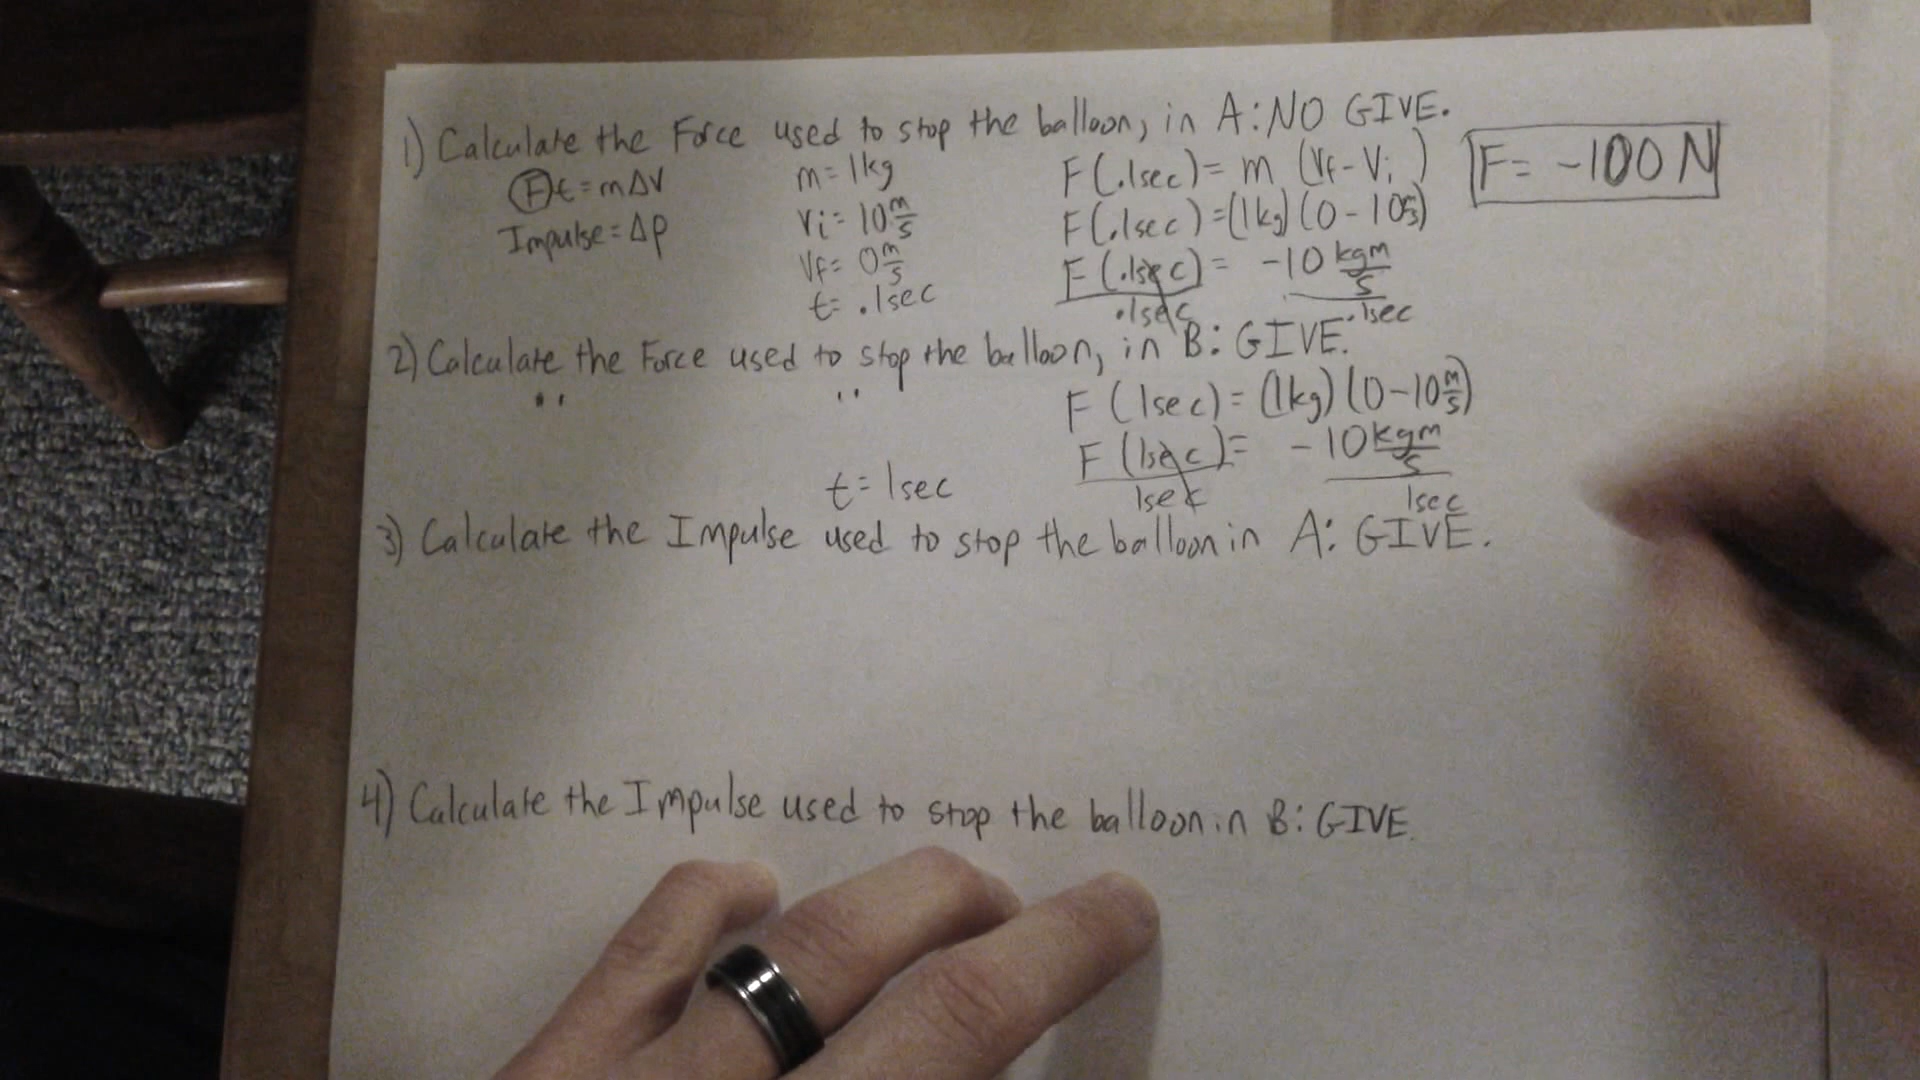 1) Calculate the Force used to stop the balloon, in A: NO GIVE.
Ft = mΔV
Impulse = Δp
m = 1kg
Vi = 10 m/s
Vf = 0 m/s
t = .1sec
F(.1sec) = m (Vf - Vi)
F(.1sec) = (1kg)(0 - 10 m/s)
F(.1sec) = -10 kgm/s
.1sec .1sec
F = -100 N
2) Calculate the Force used to stop the balloon, in B: GIVE.
" "
t = 1sec
F (1sec) = (1kg)(0-10 m/s)
F (1sec) = -10 kgm/s
1sec 1sec
3) Calculate the Impulse used to stop the balloon in A: GIVE.
4) Calculate the Impulse used to stop the balloon in B: GIVE.